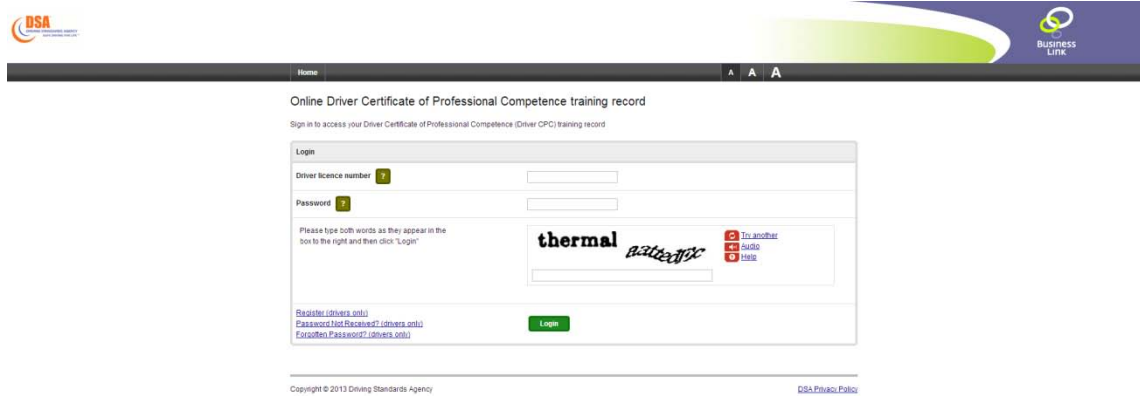 DSA
Business
Link
Home
A A A
Online Driver Certificate of Professional Competence training record
Sign in to access your Driver Certificate of Professional Competence (Driver CPC) training record
Login
Driver licence number ?
Password ?
Please type both words as they appear in the
box to the right and then click "Login"
thermal
Try another
Audio
Help
Register (drivers only)
Password Not Received? (drivers only)
Forgotten Password? (drivers only)
Login
Copyright © 2013 Driving Standards Agency
DSA Privacy Policy